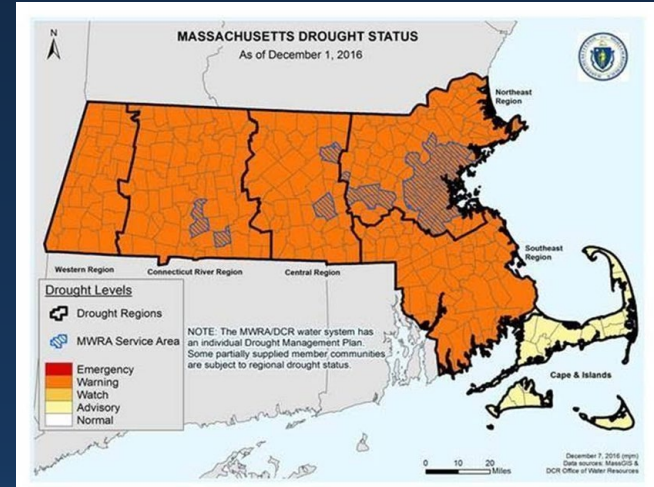 MASSACHUSETTS DROUGHT STATUS
As of December 1, 2016
N
Northeast
Region
Southeast
Region
Western Region
Connecticut River Region
Central Region
Cape & Islands
Drought Levels
Drought Regions
MWRA Service Area
Emergency
Warning
Watch
Advisory
Normal
NOTE: The MWRA/DCR water system has
an individual Drought Management Plan.
Some partially supplied member communities
are subject to regional drought status.
0 10 20
Miles
December 7, 2016 (mjm)
Data sources: MassGIS &
DCR Office of Water Resources